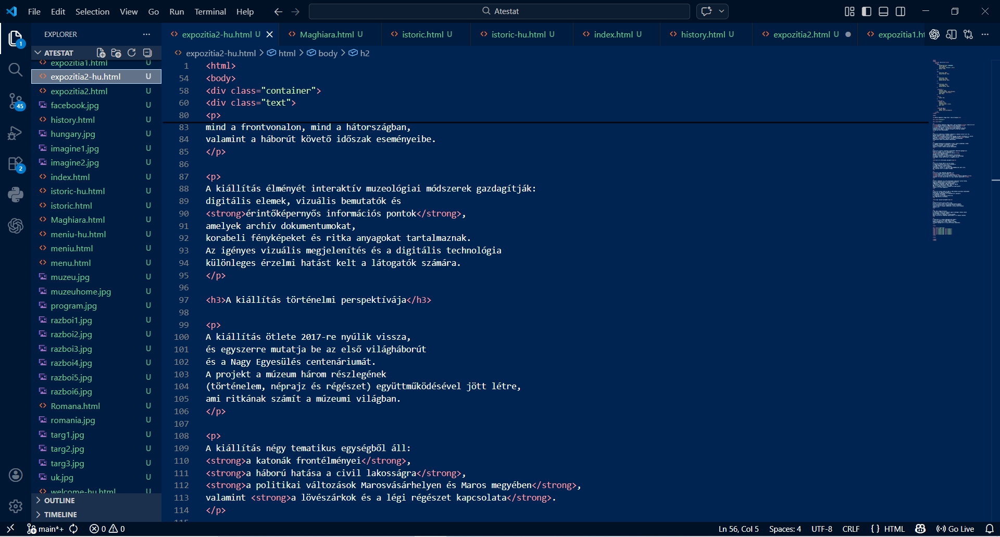 File Edit Selection View Go Run Terminal Help
Atestat
EXPLORER
ATESTAT
expozitia1.html U
expozitia2-hu.html U
expozitia2.html U
facebook.jpg U
history.html U
hungary.jpg U
imagine1.jpg U
imagine2.jpg U
index.html U
istoric-hu.html U
istoric.html U
Maghiara.html U
meniu-hu.html U
meniu.html U
menu.html U
muzeu.jpg U
muzeuhome.jpg U
program.jpg U
razboi1.jpg U
razboi2.jpg U
razboi3.jpg U
razboi4.jpg U
razboi5.jpg U
razboi6.jpg U
Romana.html U
romania.jpg U
targ1.jpg U
targ2.jpg U
targ3.jpg U
uk.jpg U
welcome-hu.html U
OUTLINE
TIMELINE
1
45
2
expozitia2-hu.html U Maghiara.html U istoric.html U istoric-hu.html U index.html U history.html U expozitia2.html U expozitia1.ht
expozitia2-hu.html > html > body > h2
1 <html>
54 <body>
58 <div class="container">
60 <div class="text">
80 <p>
83 mind a frontvonalon, mind a hátországban,
84 valamint a háborút követő időszak eseményeibe.
85 </p>
86
87 <p>
88 A kiállítás élményét interaktív muzeológiai módszerek gazdagítják:
89 digitális elemek, vizuális bemutatók és
90 <strong>érintőképernyős információs pontok</strong>,
91 amelyek archív dokumentumokat,
92 korabeli fényképeket és ritka anyagokat tartalmaznak.
93 Az igényes vizuális megjelenítés és a digitális technológia
94 különleges érzelmi hatást kelt a látogatók számára.
95 </p>
96
97 <h3>A kiállítás történelmi perspektívája</h3>
98
99 <p>
100 A kiállítás ötlete 2017-re nyúlik vissza,
101 és egyszerre mutatja be az első világháborút
102 és a Nagy Egyesülés centenáriumát.
103 A projekt a múzeum három részlegének
104 (történelem, néprajz és régészet) együttműködésével jött létre,
105 ami ritkának számít a múzeumi világban.
106 </p>
107
108 <p>
109 A kiállítás négy tematikus egységből áll:
110 <strong>a katonák frontélményei</strong>,
111 <strong>a háború hatása a civil lakosságra</strong>,
112 <strong>a politikai változások Marosvásárhelyen és Maros megyében</strong>,
113 valamint <strong>a lövészárkok és a légi régészet kapcsolata</strong>.
114 </p>
115
main*+ 0 0 Ln 56, Col 5 Spaces: 4 UTF-8 CRLF {} HTML Go Live